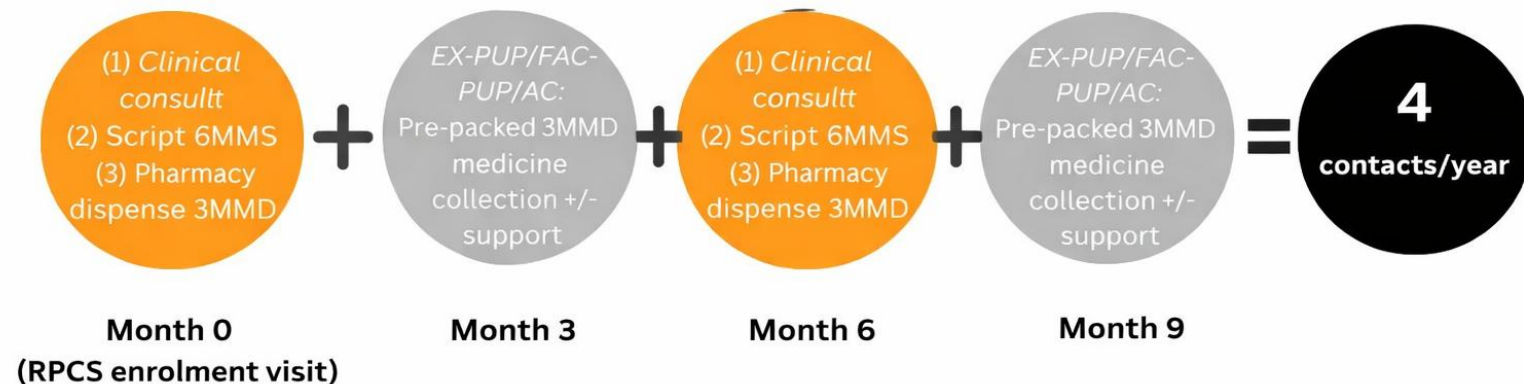 (1) Clinical
consultt
(2) Script 6MMS
(3) Pharmacy
dispense 3MMD
+
EX-PUP/FAC-
PUP/AC:
Pre-packed 3MMD
medicine
collection +/-
support
+
(1) Clinical
consultt
(2) Script 6MMS
(3) Pharmacy
dispense 3MMD
+
EX-PUP/FAC-
PUP/AC:
Pre-packed 3MMD
medicine
collection +/-
support
=
4
contacts/year
Month 0
(RPCS enrolment visit)
Month 3
Month 6
Month 9